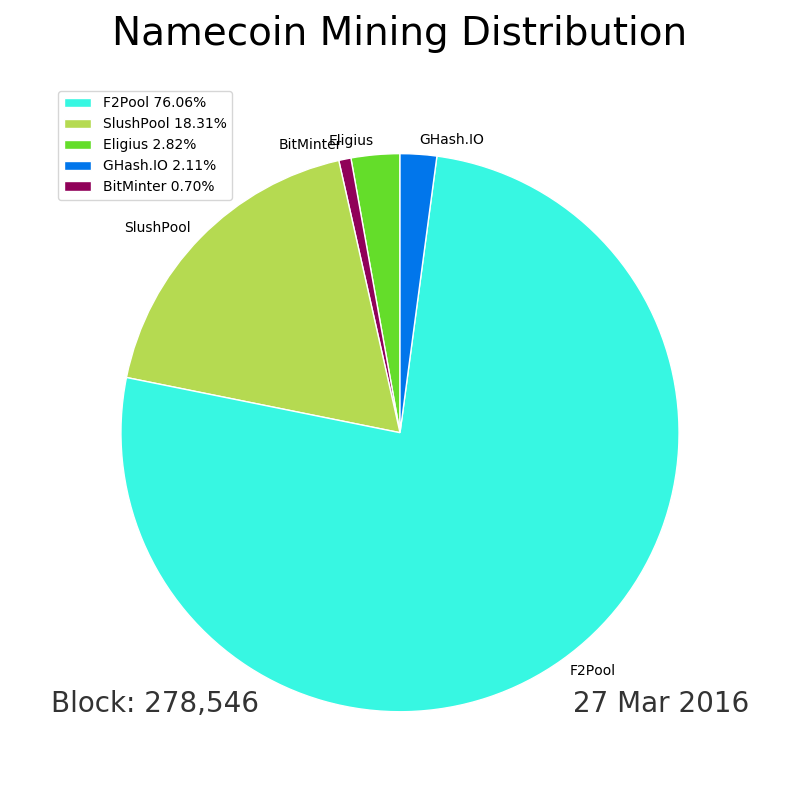 Namecoin Mining Distribution
F2Pool 76.06%
SlushPool 18.31%
Eligius 2.82%
GHash.IO 2.11%
BitMinter 0.70%
BitMinter
Eligius
GHash.IO
SlushPool
F2Pool
Block: 278,546
27 Mar 2016